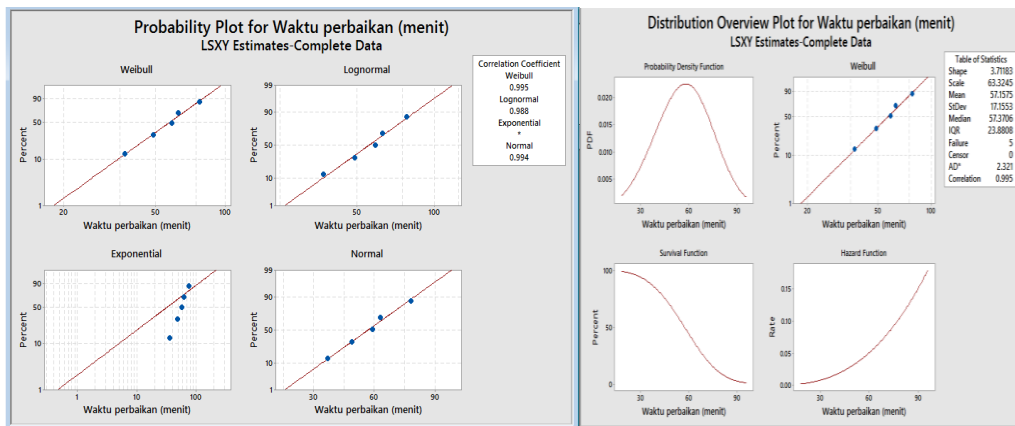 Probability Plot for Waktu perbaikan (menit)
LSXY Estimates-Complete Data
Weibull
Percent
90
50
10
1
20
50
100
Waktu perbaikan (menit)
Lognormal
Percent
99
90
50
10
1
50
100
Waktu perbaikan (menit)
Correlation Coefficient
Weibull
0.995
Lognormal
0.988
Exponential
*
Normal
0.994
Exponential
Percent
90
50
10
1
1
10
100
Waktu perbaikan (menit)
Normal
Percent
99
90
50
10
1
30
60
90
Waktu perbaikan (menit)
Distribution Overview Plot for Waktu perbaikan (menit)
LSXY Estimates-Complete Data
Probability Density Function
PDF
0.020
0.015
0.010
0.005
30
60
90
Waktu perbaikan (menit)
Weibull
Percent
90
50
10
1
20
50
100
Waktu perbaikan (menit)
Table of Statistics
Shape 3.71183
Scale 63.3245
Mean 57.1575
StDev 17.1553
Median 57.3706
IQR 23.8808
Failure 5
Censor 0
AD* 2.321
Correlation 0.995
Survival Function
Percent
100
50
0
30
60
90
Waktu perbaikan (menit)
Hazard Function
Rate
0.15
0.10
0.05
0.00
30
60
90
Waktu perbaikan (menit)